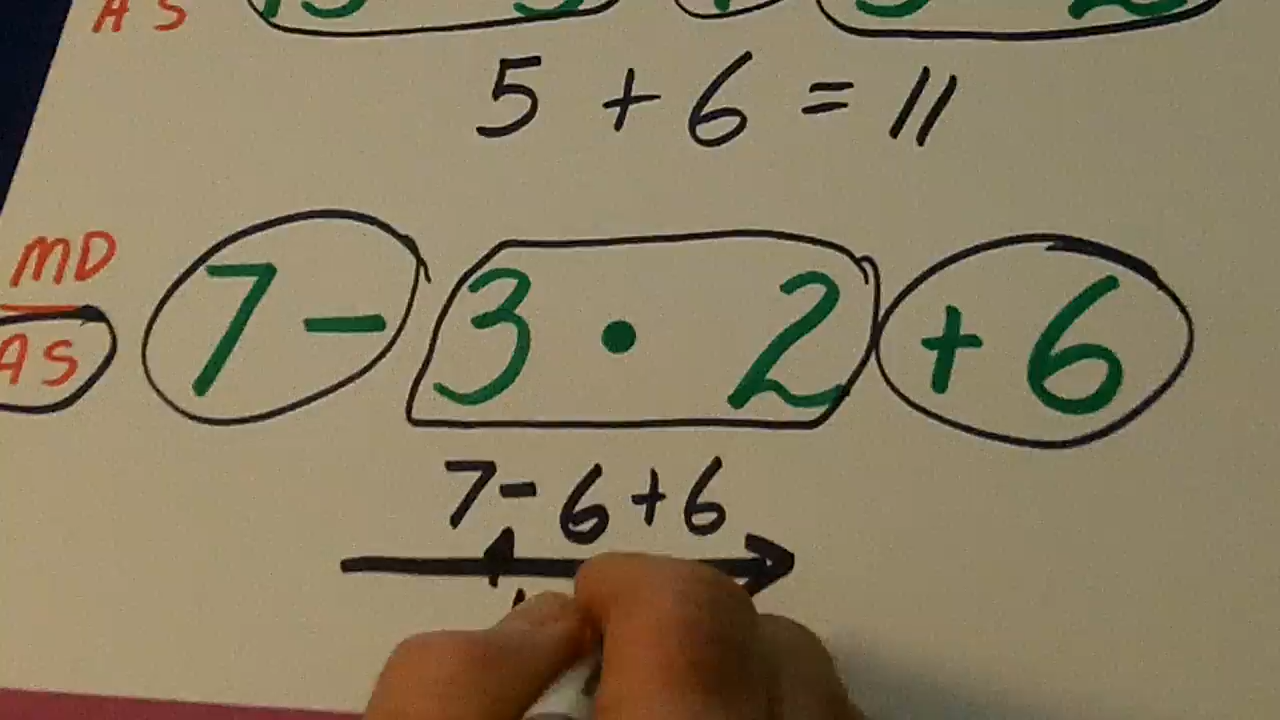 AS
5 + 6 = 11
MD
AS
7 - 3 • 2 + 6
7 - 6 + 6